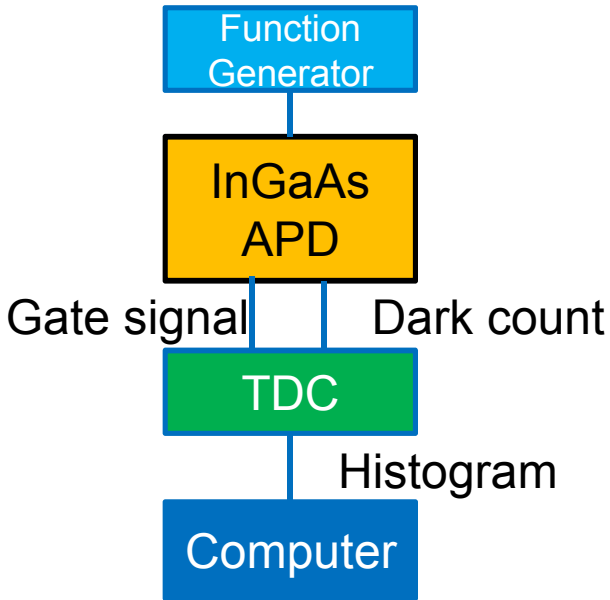 Function
Generator
InGaAs
APD
Gate signal
Dark count
TDC
Histogram
Computer